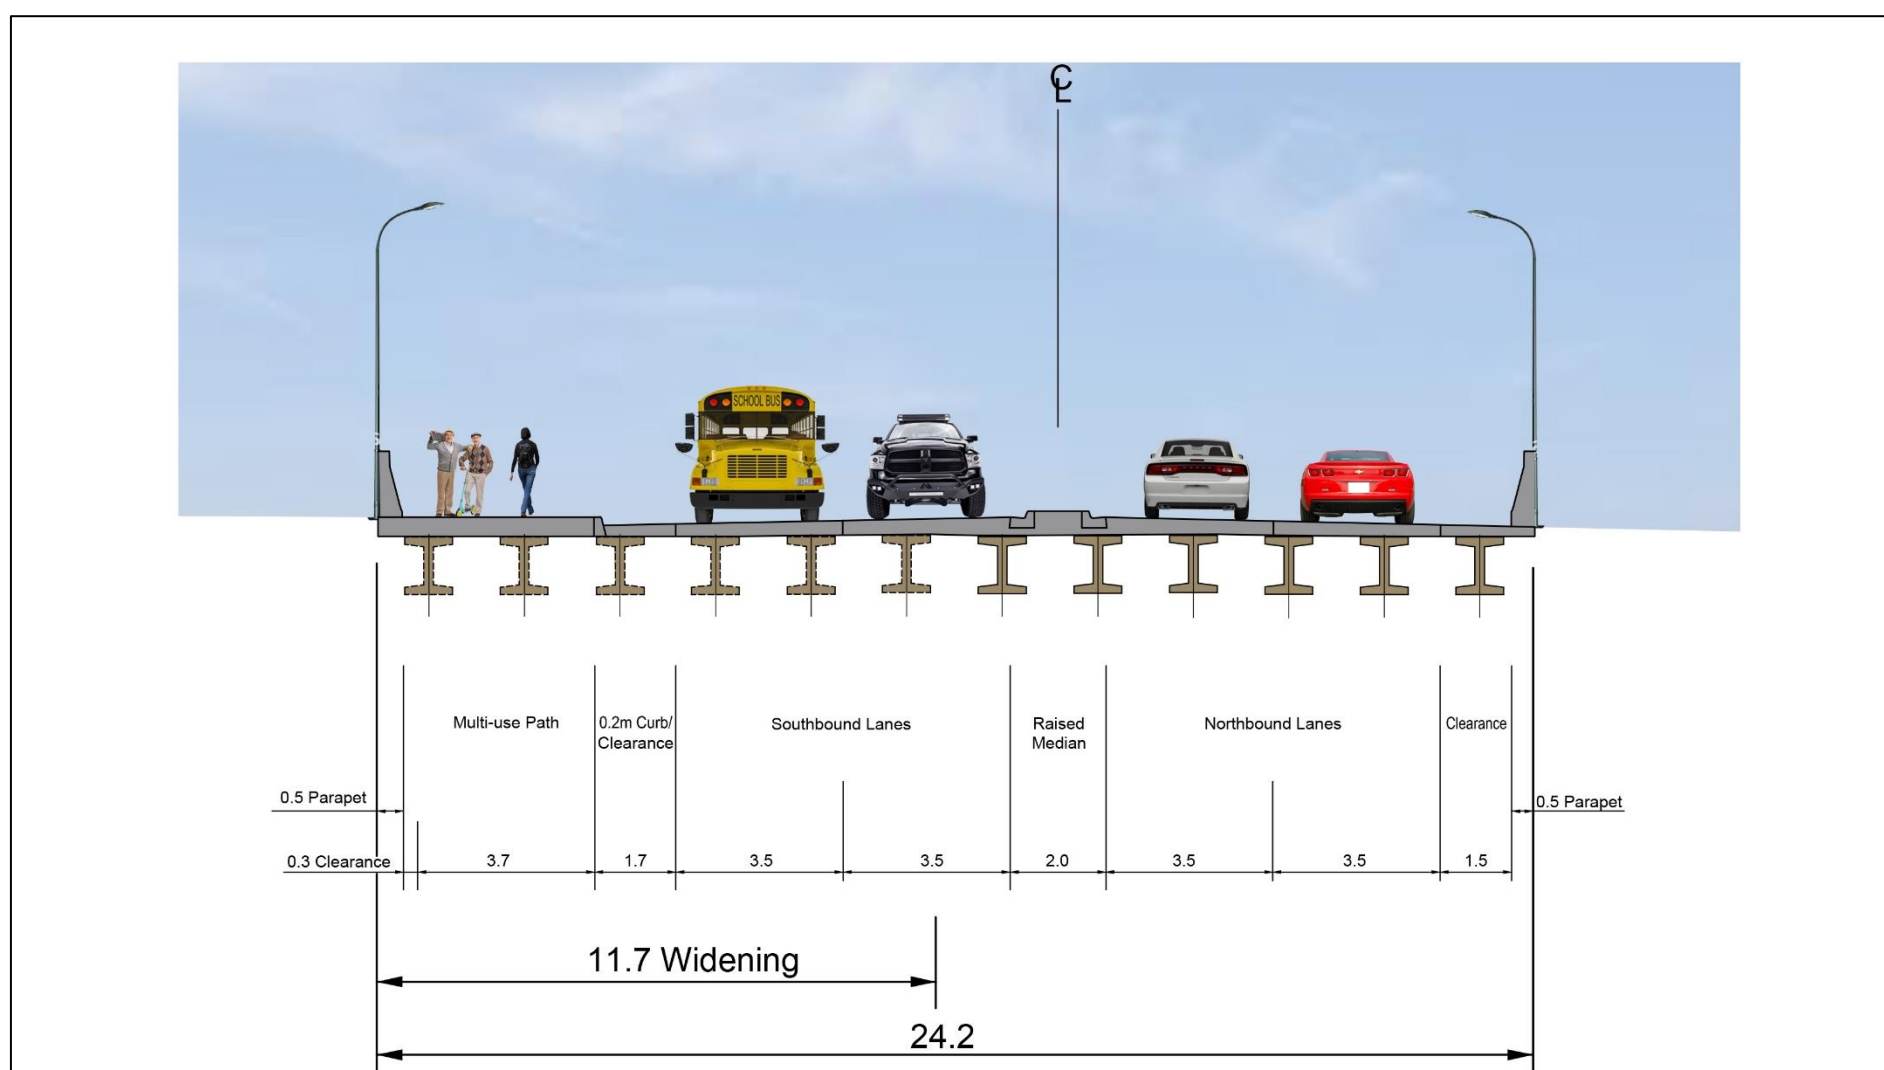 CL
SCHOOL BUS
Multi-use Path
0.2m Curb/
Clearance
Southbound Lanes
Raised
Median
Northbound Lanes
Clearance
0.5 Parapet
0.5 Parapet
0.3 Clearance
3.7
1.7
3.5
3.5
2.0
3.5
3.5
1.5
11.7 Widening
24.2